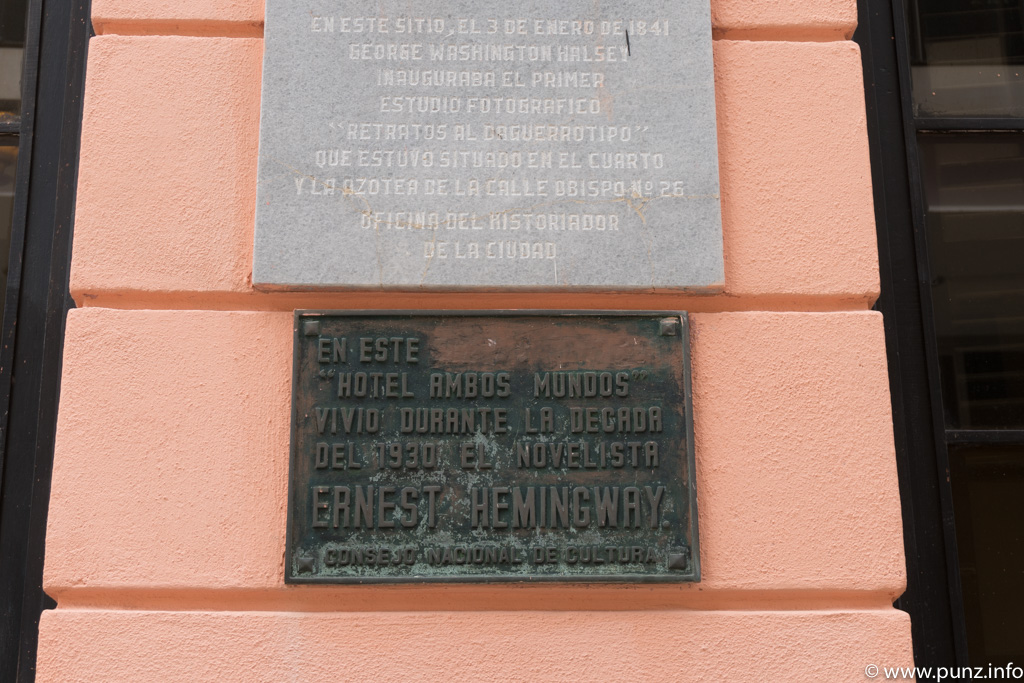 EN ESTE SITIO, EL 3 DE ENERO DE 1841
GEORGE WASHINGTON HALSEY
INAUGURABA EL PRIMER
ESTUDIO FOTOGRAFICO
"RETRATOS AL DAGUERROTIPO"
QUE ESTUVO SITUADO EN EL CUARTO
Y LA AZOTEA DE LA CALLE OBISPO Nº 26
OFICINA DEL HISTORIADOR
DE LA CIUDAD
EN ESTE
"HOTEL AMBOS MUNDOS"
VIVIO DURANTE LA DECADA
DEL 1930 EL NOVELISTA
ERNEST HEMINGWAY.
CONSEJO NACIONAL DE CULTURA
© www.punz.info